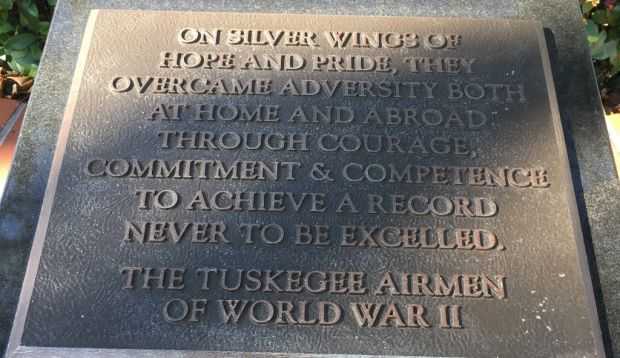 ON SILVER WINGS OF
HOPE AND PRIDE, THEY
OVERCAME ADVERSITY BOTH
AT HOME AND ABROAD
THROUGH COURAGE,
COMMITMENT & COMPETENCE
TO ACHIEVE A RECORD
NEVER TO BE EXCELLED.
THE TUSKEGEE AIRMEN
OF WORLD WAR II